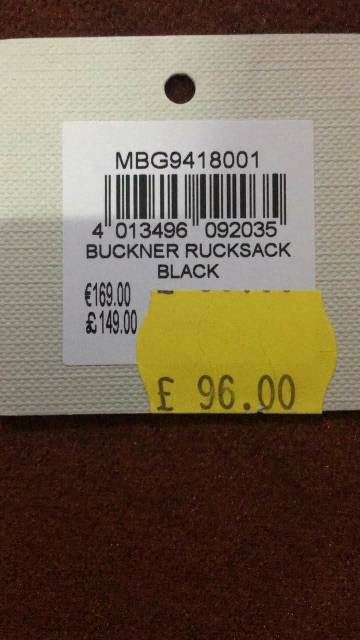 MBG9418001
4 013496 092035
BUCKNER RUCKSACK
BLACK
€169.00
£149.00
£ 96.00